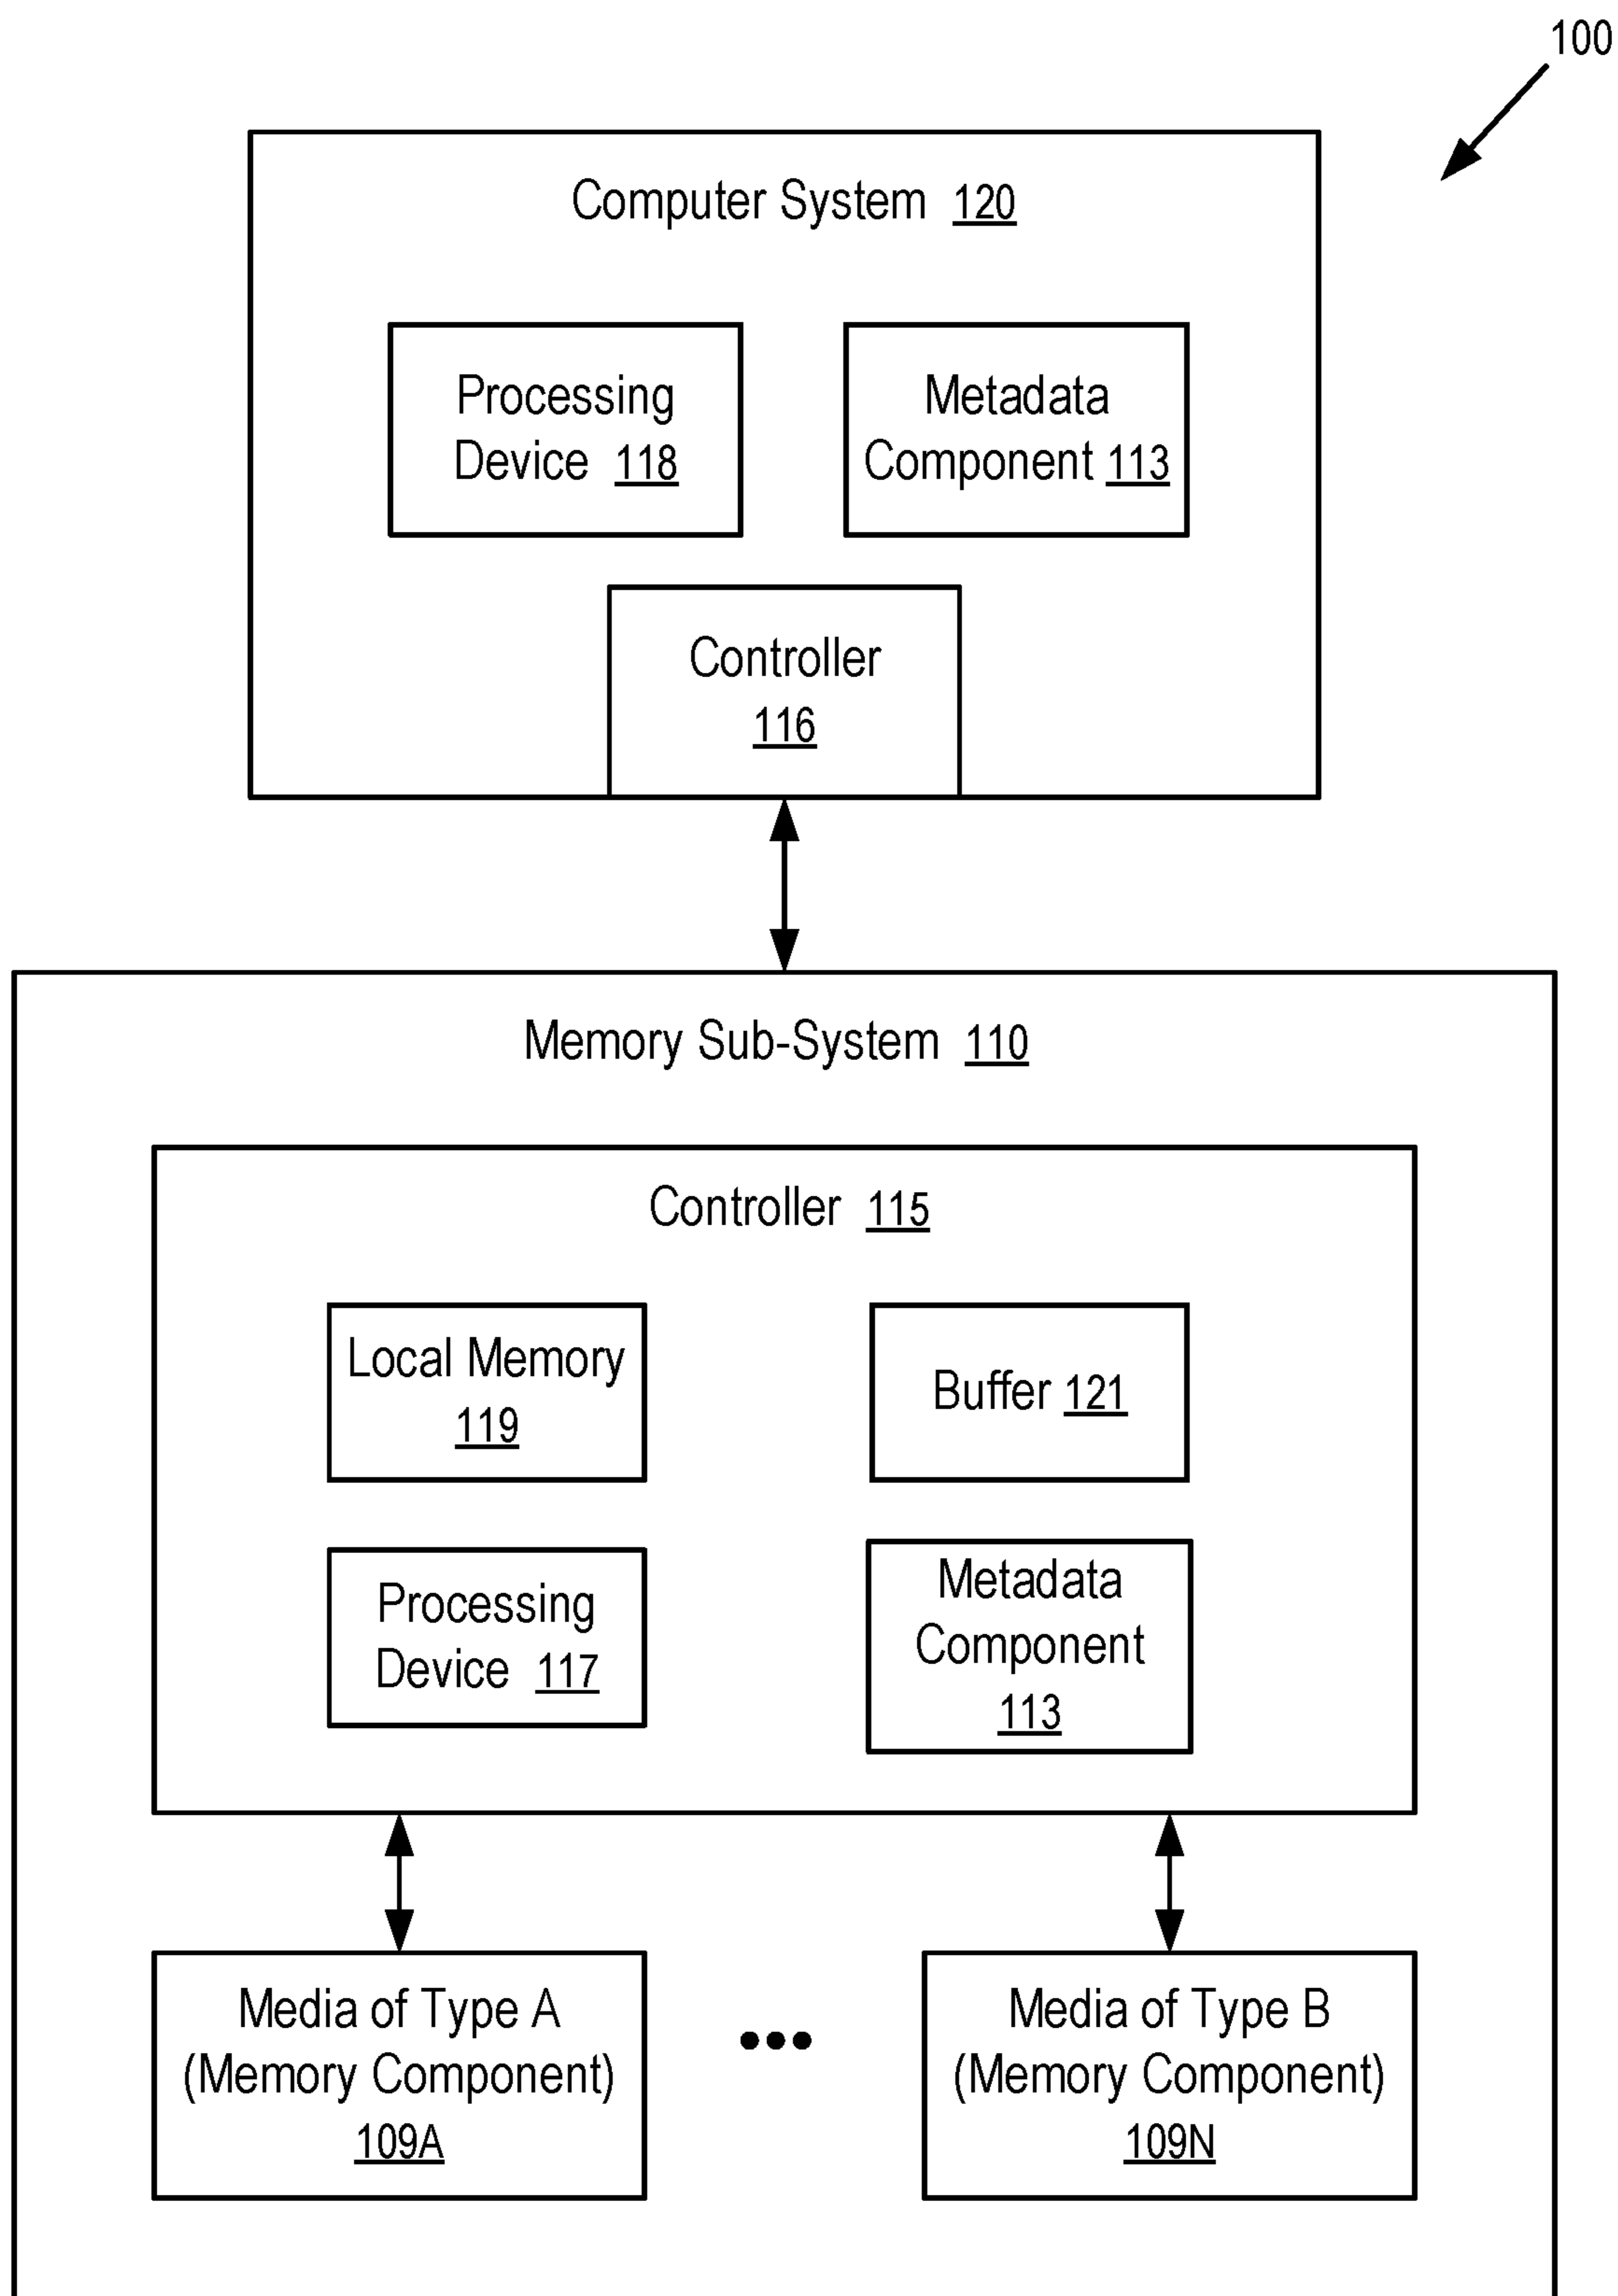 100
Computer System 120
Processing
Device 118
Metadata
Component 113
Controller
116
Memory Sub-System 110
Controller 115
Local Memory
119
Buffer 121
Processing
Device 117
Metadata
Component
113
Media of Type A
(Memory Component)
109A
Media of Type B
(Memory Component)
109N